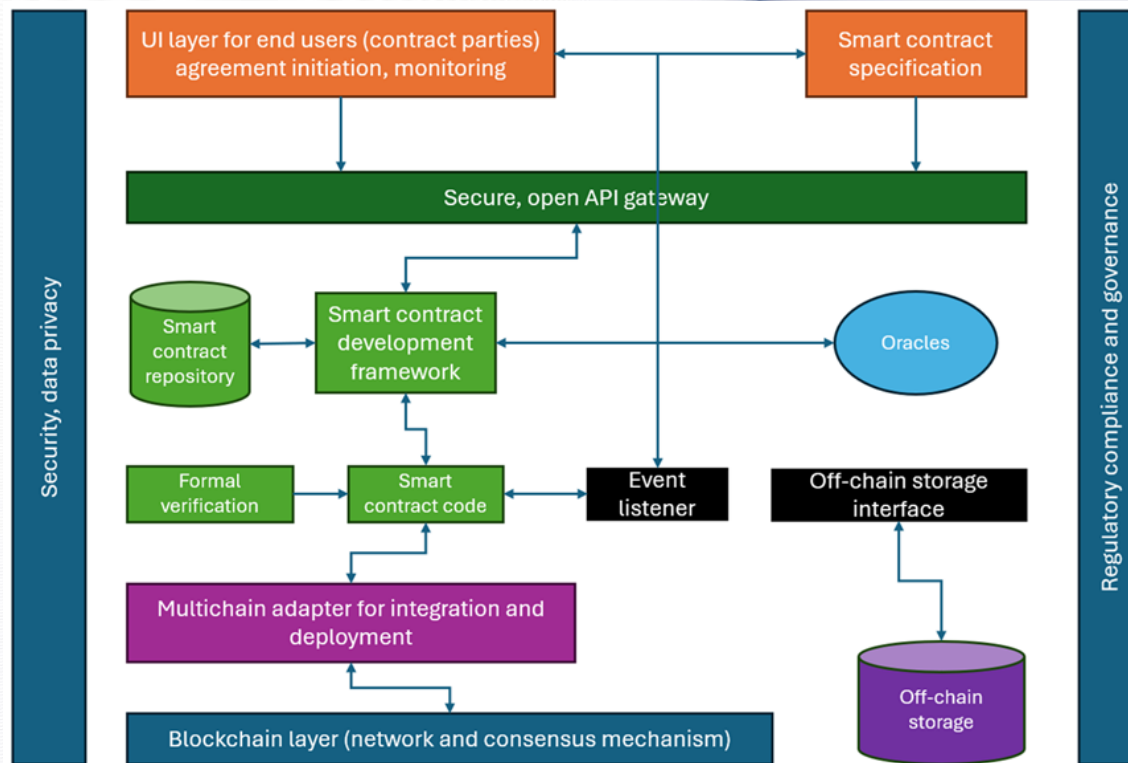 Security, data privacy
UI layer for end users (contract parties)
agreement initiation, monitoring
Smart contract
specification
Secure, open API gateway
Smart
contract
repository
Smart contract
development
framework
Oracles
Formal
verification
Smart
contract code
Event
listener
Off-chain storage
interface
Multichain adapter for integration and
deployment
Off-chain
storage
Blockchain layer (network and consensus mechanism)
Regulatory compliance and governance